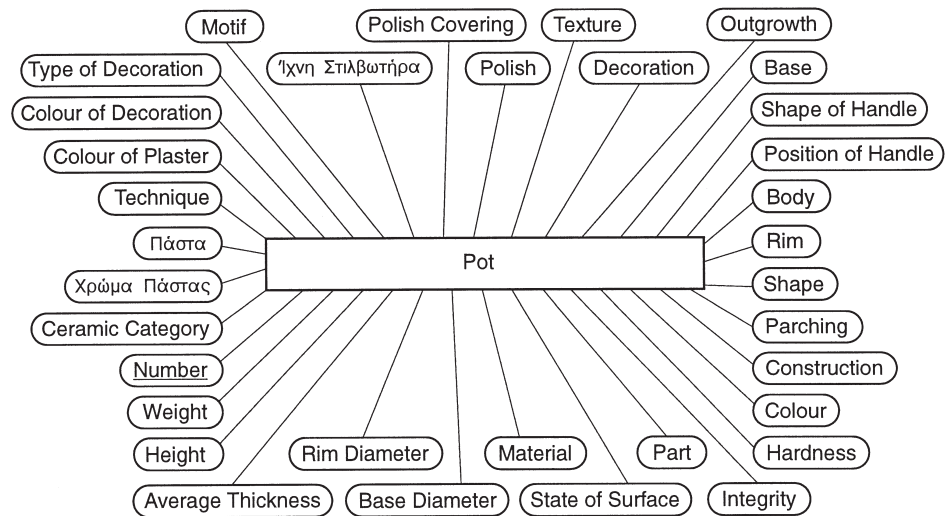 Motif
Polish Covering
Texture
Outgrowth
Type of Decoration
Ίχνη Στιλβωτήρα
Polish
Decoration
Base
Colour of Decoration
Shape of Handle
Colour of Plaster
Position of Handle
Technique
Body
Πάστα
Rim
Pot
Χρώμα Πάστας
Shape
Ceramic Category
Parching
Number
Construction
Weight
Colour
Height
Rim Diameter
Material
Part
Hardness
Average Thickness
Base Diameter
State of Surface
Integrity